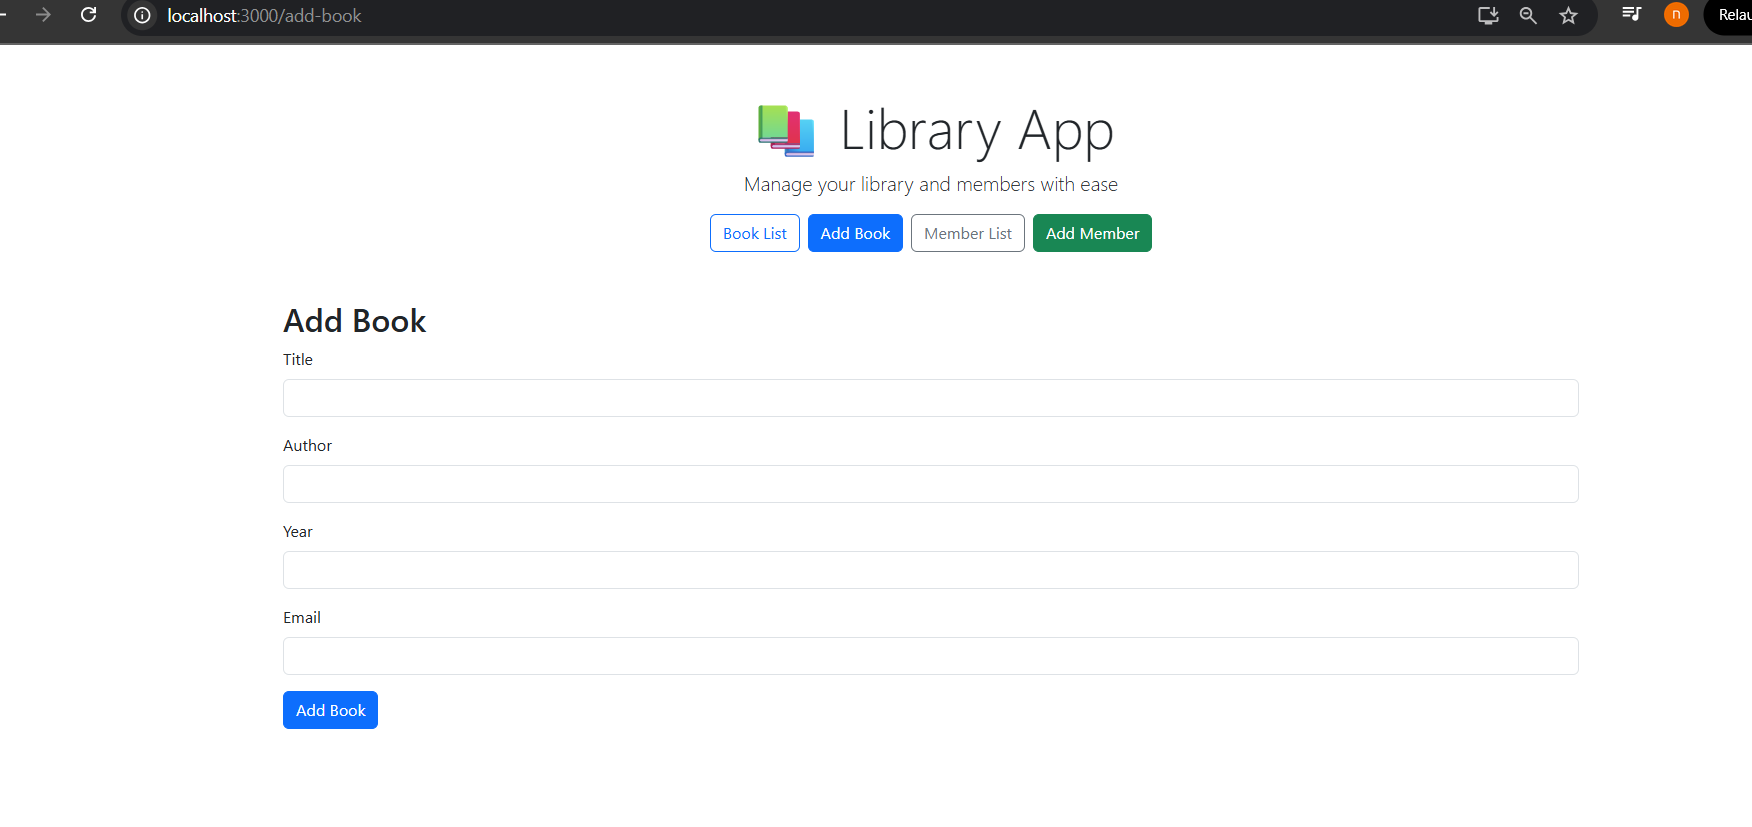 localhost:3000/add-book
n
Relau
Library App
Manage your library and members with ease
Book List Add Book Member List Add Member
Add Book
Title
Author
Year
Email
Add Book